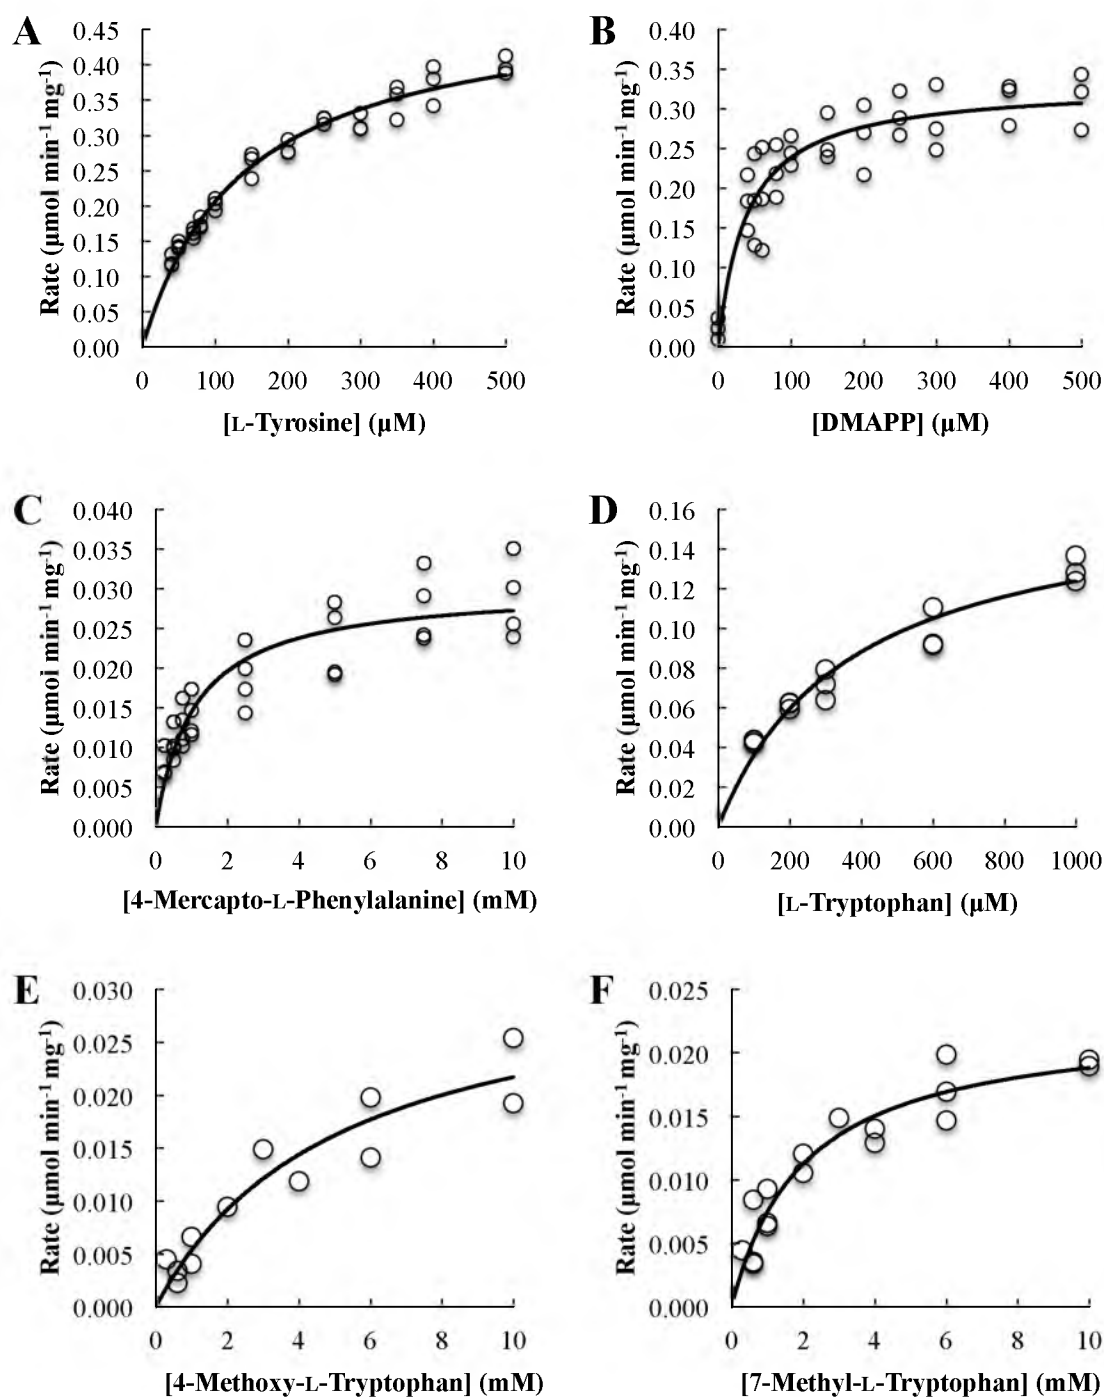 A
0.45
0.40
0.35
0.30
0.25
0.20
0.15
0.10
0.05
0.00
Rate (µmol min⁻¹ mg⁻¹)
0 100 200 300 400 500
[L-Tyrosine] (µM)
B
0.40
0.35
0.30
0.25
0.20
0.15
0.10
0.05
0.00
Rate (µmol min⁻¹ mg⁻¹)
0 100 200 300 400 500
[DMAPP] (µM)
C
0.040
0.035
0.030
0.025
0.020
0.015
0.010
0.005
0.000
Rate (µmol min⁻¹ mg⁻¹)
0 2 4 6 8 10
[4-Mercapto-L-Phenylalanine] (mM)
D
0.16
0.14
0.12
0.10
0.08
0.06
0.04
0.02
0.00
Rate (µmol min⁻¹ mg⁻¹)
0 200 400 600 800 1000
[L-Tryptophan] (µM)
E
0.030
0.025
0.020
0.015
0.010
0.005
0.000
Rate (µmol min⁻¹ mg⁻¹)
0 2 4 6 8 10
[4-Methoxy-L-Tryptophan] (mM)
F
0.025
0.020
0.015
0.010
0.005
0.000
Rate (µmol min⁻¹ mg⁻¹)
0 2 4 6 8 10
[7-Methyl-L-Tryptophan] (mM)